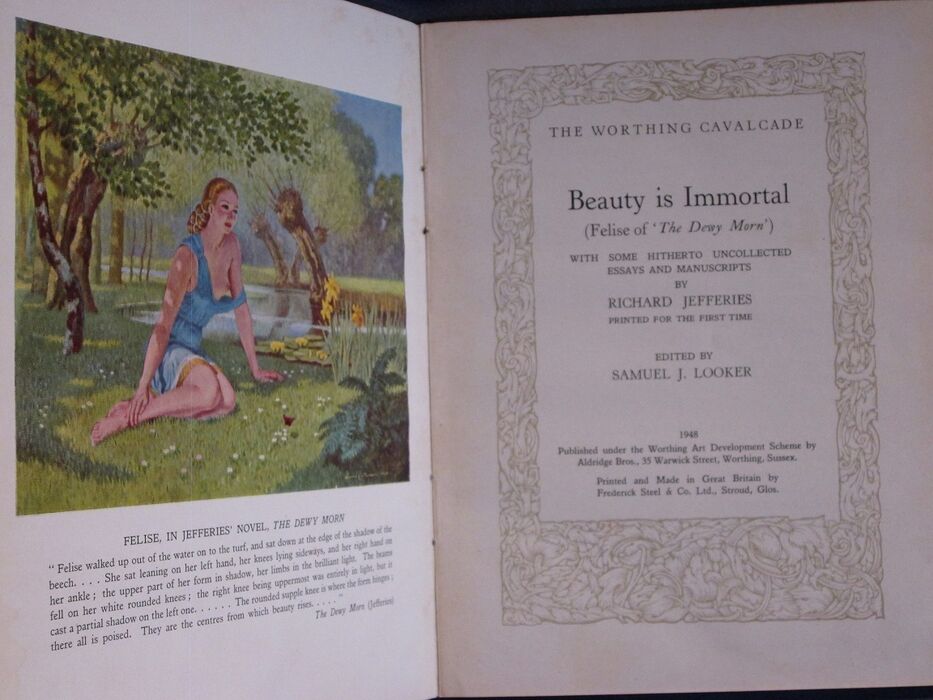 FELISE, IN JEFFERIES' NOVEL, THE DEWY MORN
"Felise walked up out of the water on to the turf, and sat down at the edge of the shadow of the
beech. . . . She sat leaning on her left hand, her knees lying sideways, and her right hand on
her ankle; the upper part of her form in shadow, her limbs in the brilliant light. The beams
fell on her white rounded knees; the right knee being uppermost was entirely in light, but it
cast a partial shadow on the left one. . . . . . The rounded supple knee is where the form hinges;
there all is poised. They are the centres from which beauty rises. . . . ."
The Dewy Morn (Jefferies)
THE WORTHING CAVALCADE
Beauty is Immortal
(Felise of 'The Dewy Morn')
WITH SOME HITHERTO UNCOLLECTED
ESSAYS AND MANUSCRIPTS
BY
RICHARD JEFFERIES
PRINTED FOR THE FIRST TIME
EDITED BY
SAMUEL J. LOOKER
1948
Published under the Worthing Art Development Scheme by
Aldridge Bros., 35 Warwick Street, Worthing, Sussex.
Printed and Made in Great Britain by
Frederick Steel & Co. Ltd., Stroud, Glos.